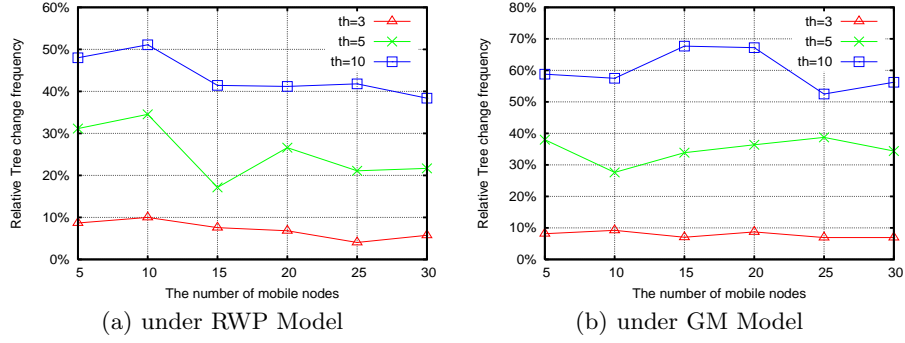 60%
50%
40%
30%
20%
10%
0%
5
10
15
20
25
30
Relative Tree change frequency
The number of mobile nodes
th=3
th=5
th=10
(a) under RWP Model
80%
70%
60%
50%
40%
30%
20%
10%
0%
5
10
15
20
25
30
Relative Tree change frequency
The number of mobile nodes
th=3
th=5
th=10
(b) under GM Model